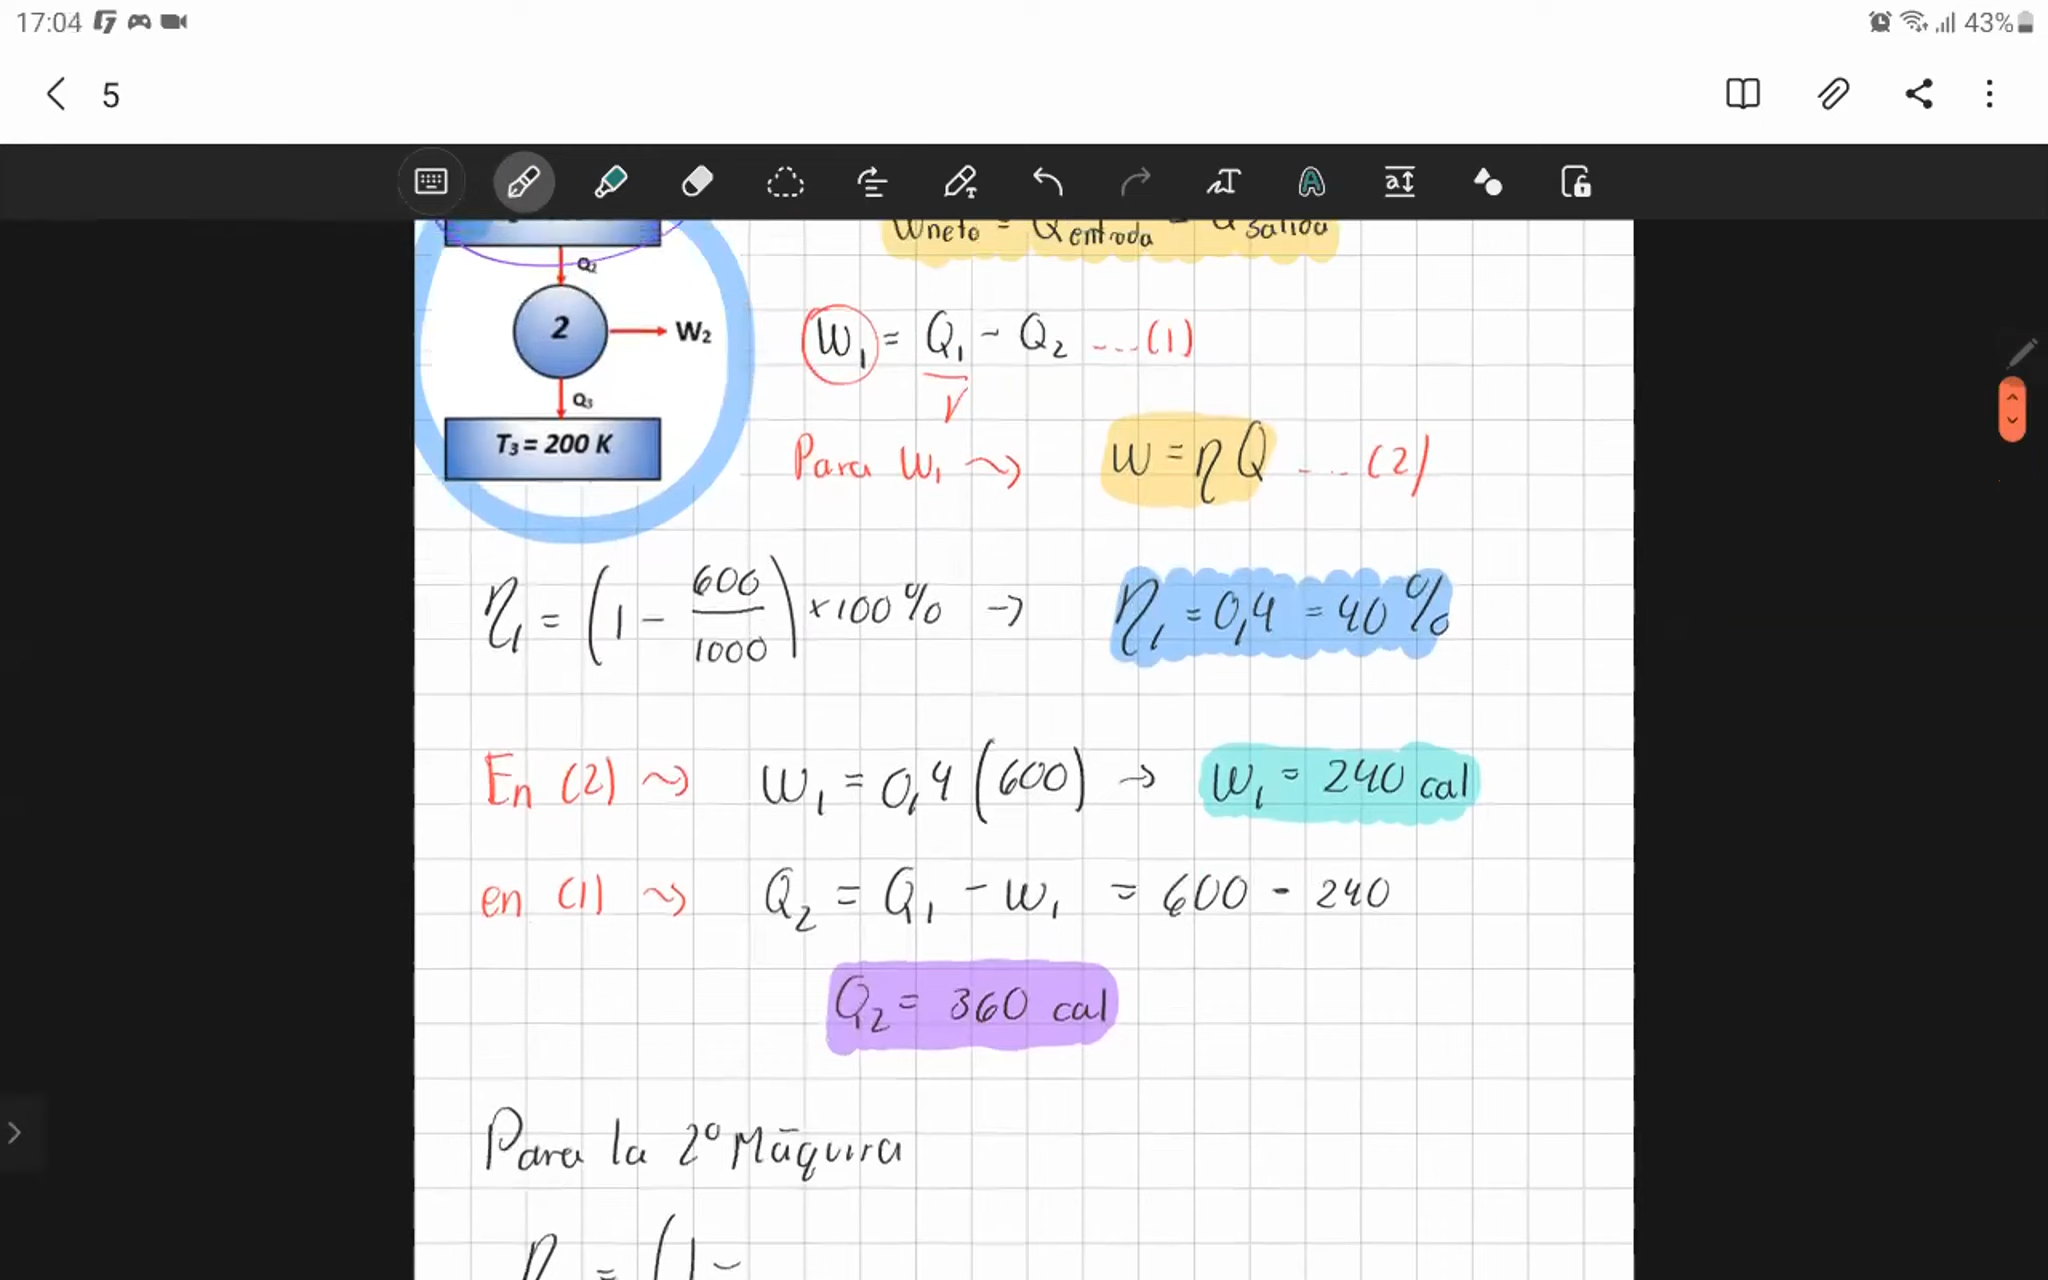 17:04 43%
5
Wneto = Qentrada - Qsalida
Q2
2 W2
Q3
T3 = 200 K
W1 = Q1 - Q2 ...(1)
Para W1 ⤳ W = ηQ ... (2)
η1 = (1 - 600/1000) × 100% → η1 = 0,4 = 40%
En (2) ⤳ W1 = 0,4 (600) → W1 = 240 cal
en (1) ⤳ Q2 = Q1 - W1 = 600 - 240
Q2 = 360 cal
Para la 2º Máquina
η = (1 -